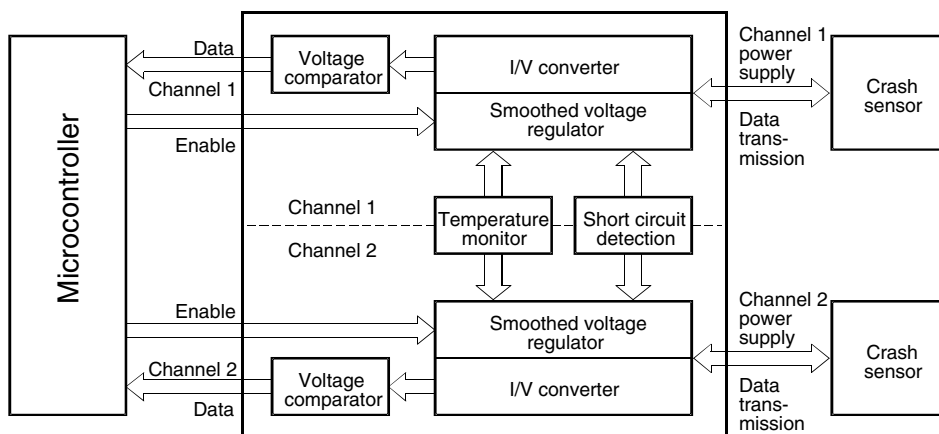 Microcontroller
Data
Channel 1
Enable
Voltage
comparator
I/V converter
Smoothed voltage
regulator
Channel 1
power
supply
Data
trans-
mission
Crash
sensor
Channel 1
Channel 2
Temperature
monitor
Short circuit
detection
Enable
Channel 2
Data
Voltage
comparator
Smoothed voltage
regulator
I/V converter
Channel 2
power
supply
Data
trans-
mission
Crash
sensor